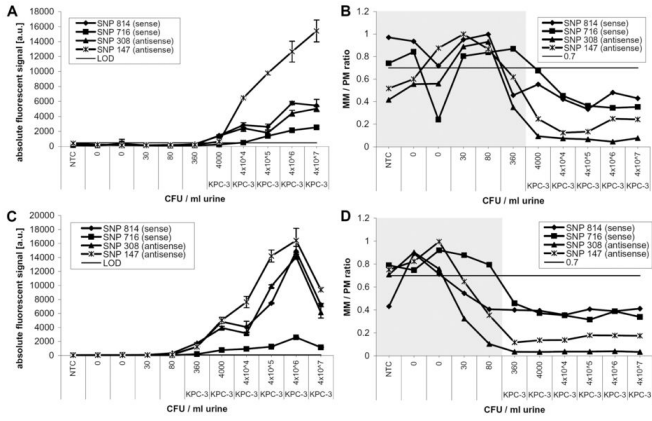 A
absolute fluorescent signal [a.u.]
18000
16000
14000
12000
10000
8000
6000
4000
2000
0
SNP 814 (sense)
SNP 716 (sense)
SNP 308 (antisense)
SNP 147 (antisense)
LOD
NTC 0 0 30 80 360 4000 4x10^4 4x10^5 4x10^6 4x10^7
KPC-3 KPC-3 KPC-3 KPC-3 KPC-3
CFU / ml urine
B
MM / PM ratio
1.2
1
0.8
0.6
0.4
0.2
0
SNP 814 (sense)
SNP 716 (sense)
SNP 308 (antisense)
SNP 147 (antisense)
0.7
NTC 0 0 30 80 360 4000 4x10^4 4x10^5 4x10^6 4x10^7
KPC-3 KPC-3 KPC-3 KPC-3 KPC-3
CFU / ml urine
C
absolute fluorescent signal [a.u.]
20000
18000
16000
14000
12000
10000
8000
6000
4000
2000
0
SNP 814 (sense)
SNP 716 (sense)
SNP 308 (antisense)
SNP 147 (antisense)
LOD
NTC 0 0 30 80 360 4000 4x10^4 4x10^5 4x10^6 4x10^7
KPC-3 KPC-3 KPC-3 KPC-3 KPC-3 KPC-3
CFU / ml urine
D
MM / PM ratio
1.2
1
0.8
0.6
0.4
0.2
0
SNP 814 (sense)
SNP 716 (sense)
SNP 308 (antisense)
SNP 147 (antisense)
0.7
NTC 0 0 30 80 360 4000 4x10^4 4x10^5 4x10^6 4x10^7
KPC-3 KPC-3 KPC-3 KPC-3 KPC-3 KPC-3
CFU / ml urine